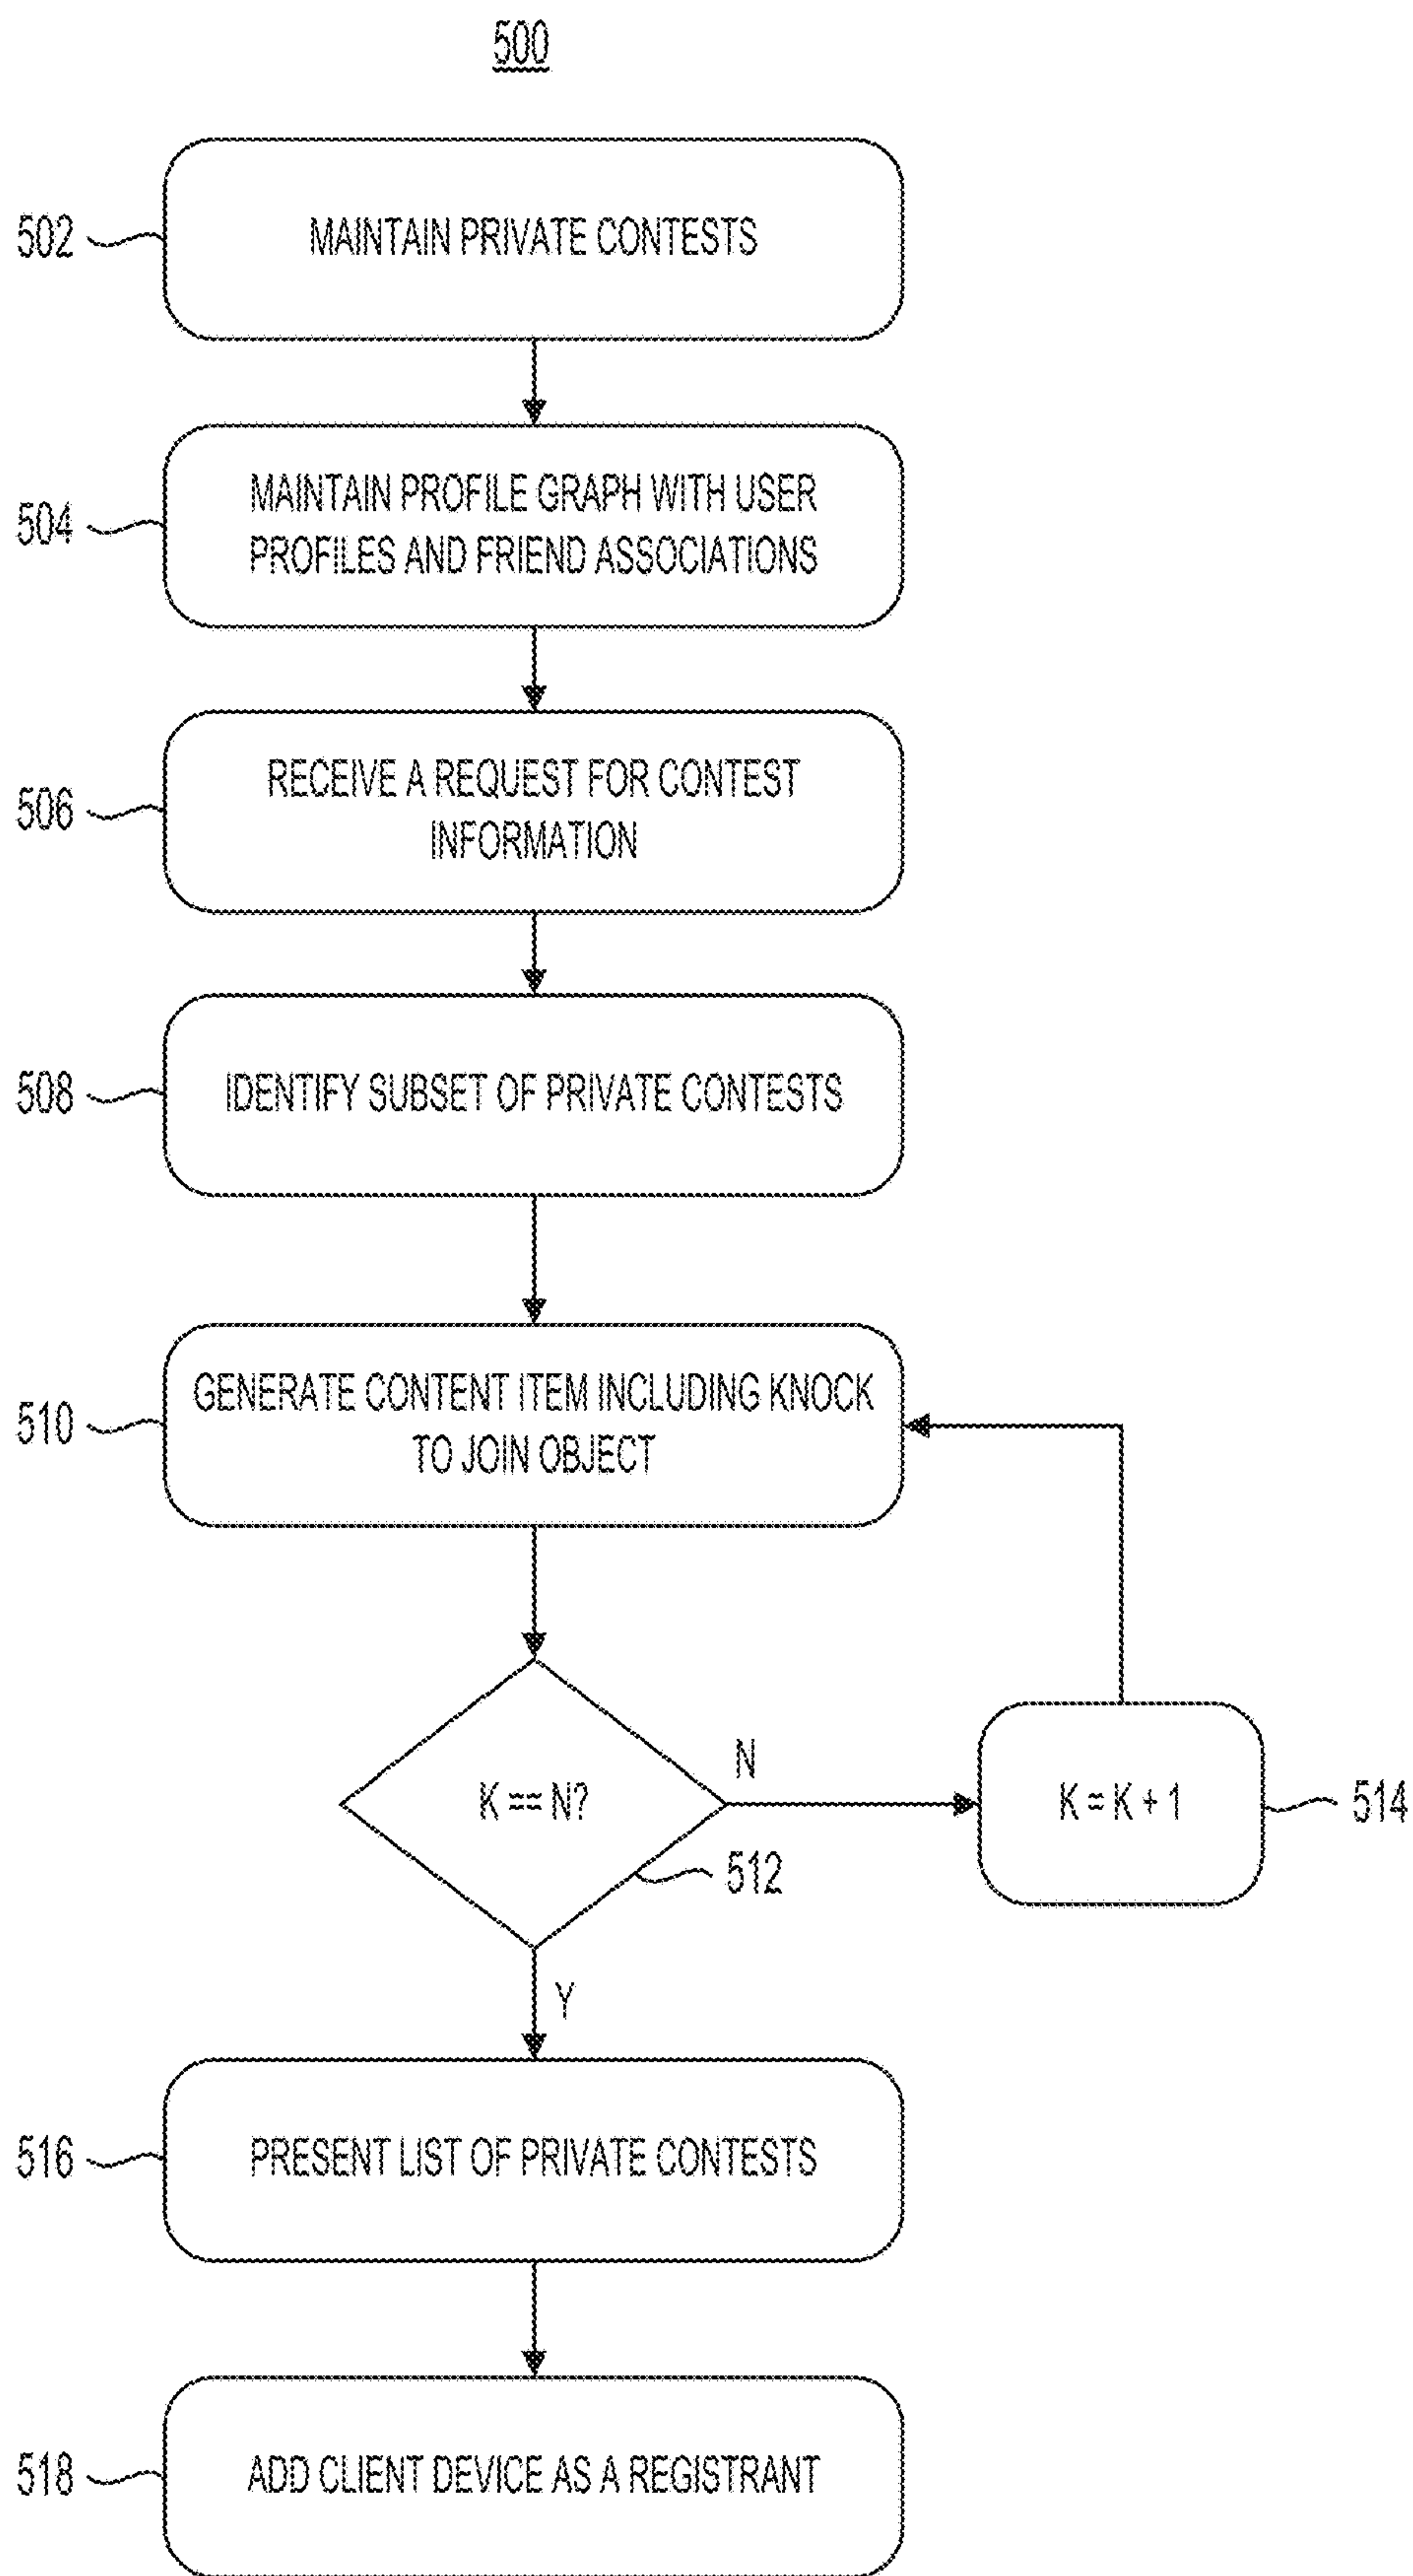 500
502
MAINTAIN PRIVATE CONTESTS
504
MAINTAIN PROFILE GRAPH WITH USER
PROFILES AND FRIEND ASSOCIATIONS
506
RECEIVE A REQUEST FOR CONTEST
INFORMATION
508
IDENTIFY SUBSET OF PRIVATE CONTESTS
510
GENERATE CONTENT ITEM INCLUDING KNOCK
TO JOIN OBJECT
K == N?
512
N
K = K + 1
514
Y
516
PRESENT LIST OF PRIVATE CONTESTS
518
ADD CLIENT DEVICE AS A REGISTRANT